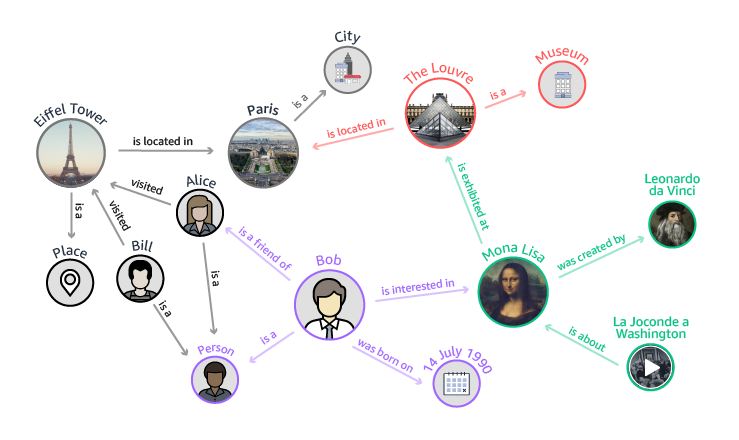 City
The Louvre
Museum
is a
is a
Eiffel Tower
Paris
is located in
is located in
Leonardo
da Vinci
Alice
visited
visited
is exhibited at
is a
Place
Bill
is a friend of
Bob
Mona Lisa
was created by
is a
is a
is interested in
La Joconde a
Washington
is about
Person
is a
was born on
14 July 1990